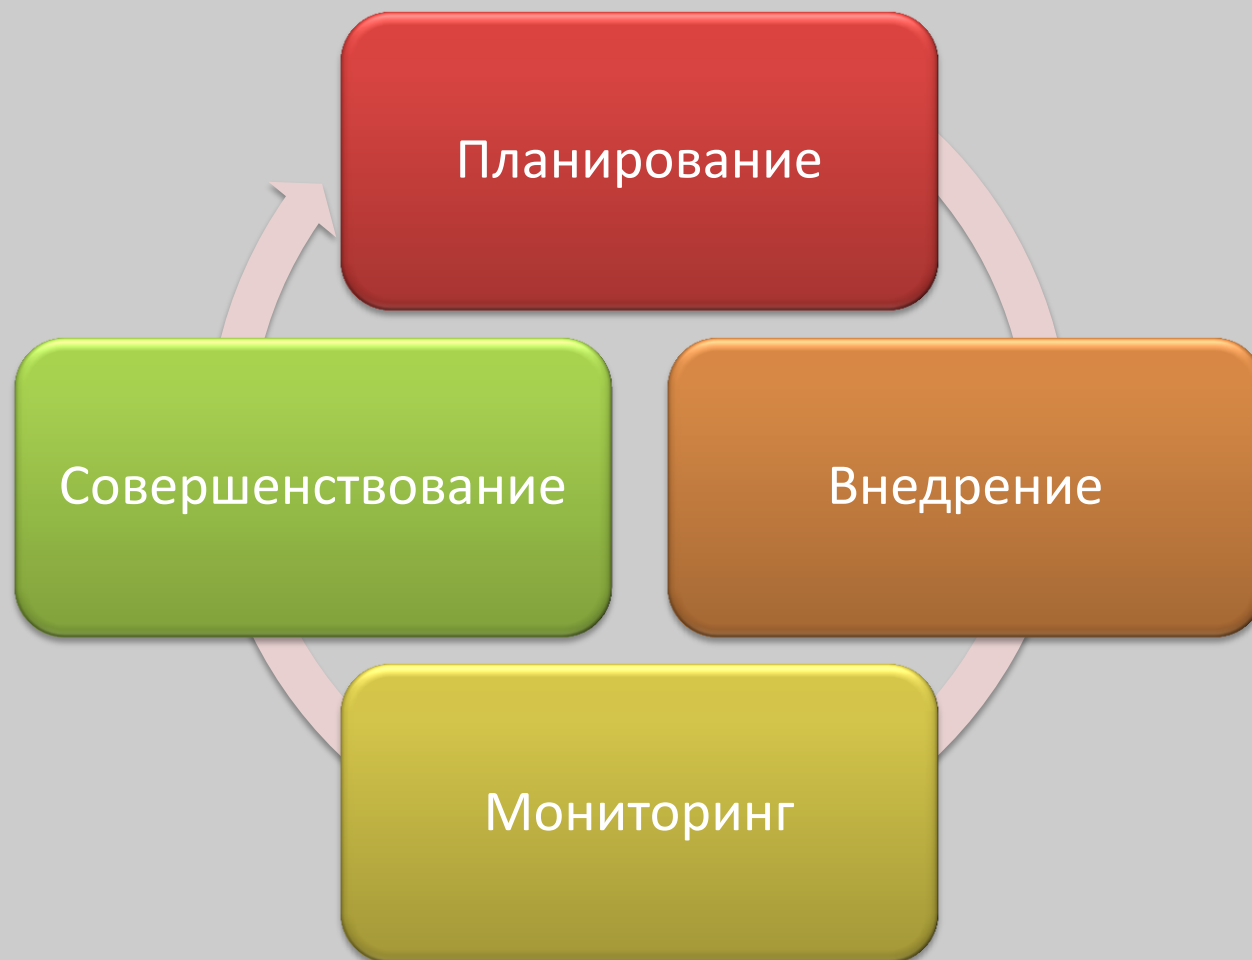 Планирование
Совершенствование
Внедрение
Мониторинг